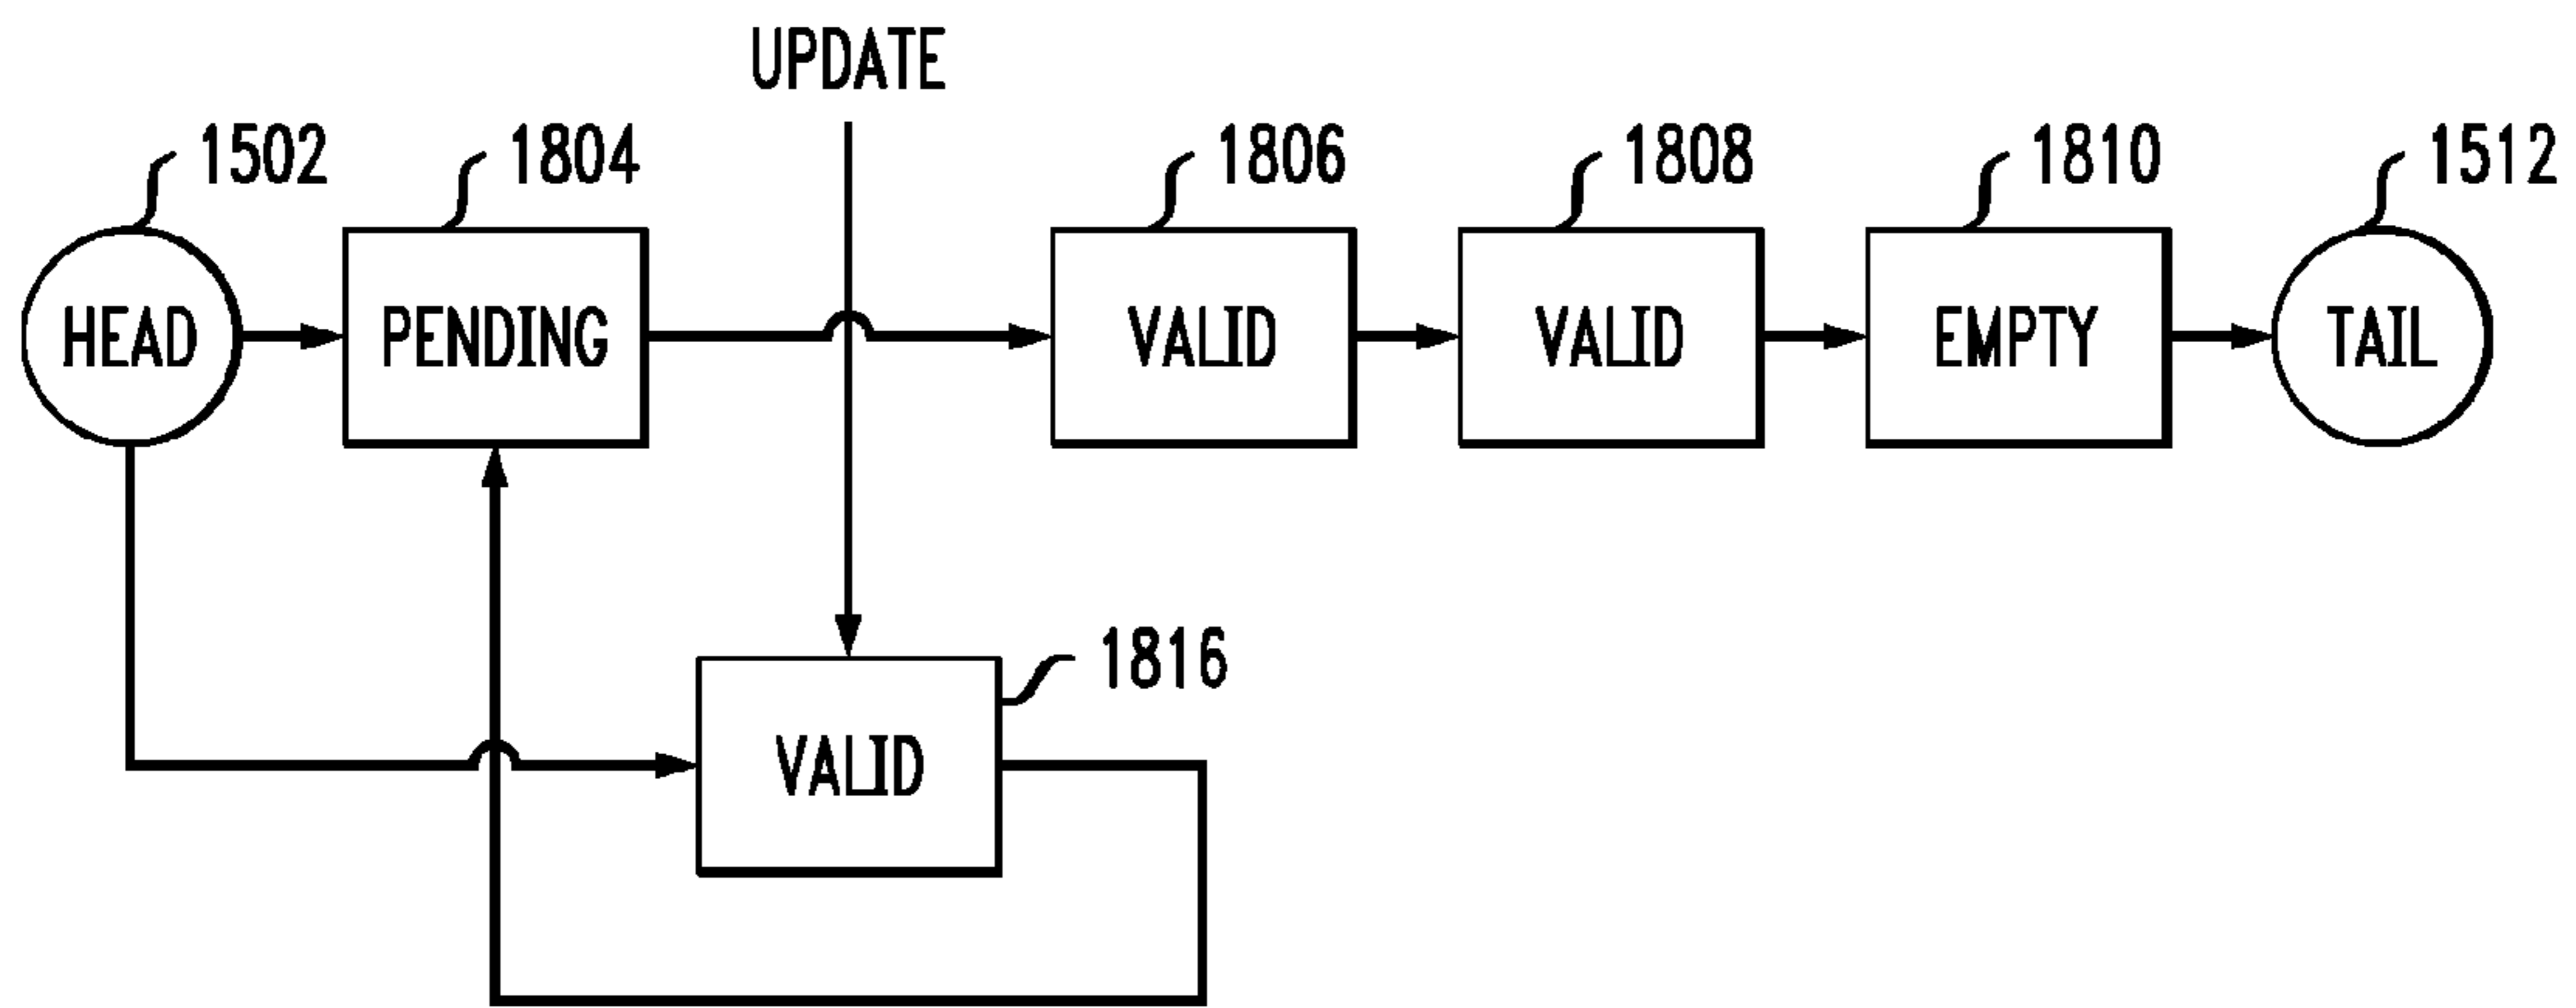 UPDATE
1502 1804 1806 1808 1810 1512
HEAD PENDING VALID VALID EMPTY TAIL
1816
VALID